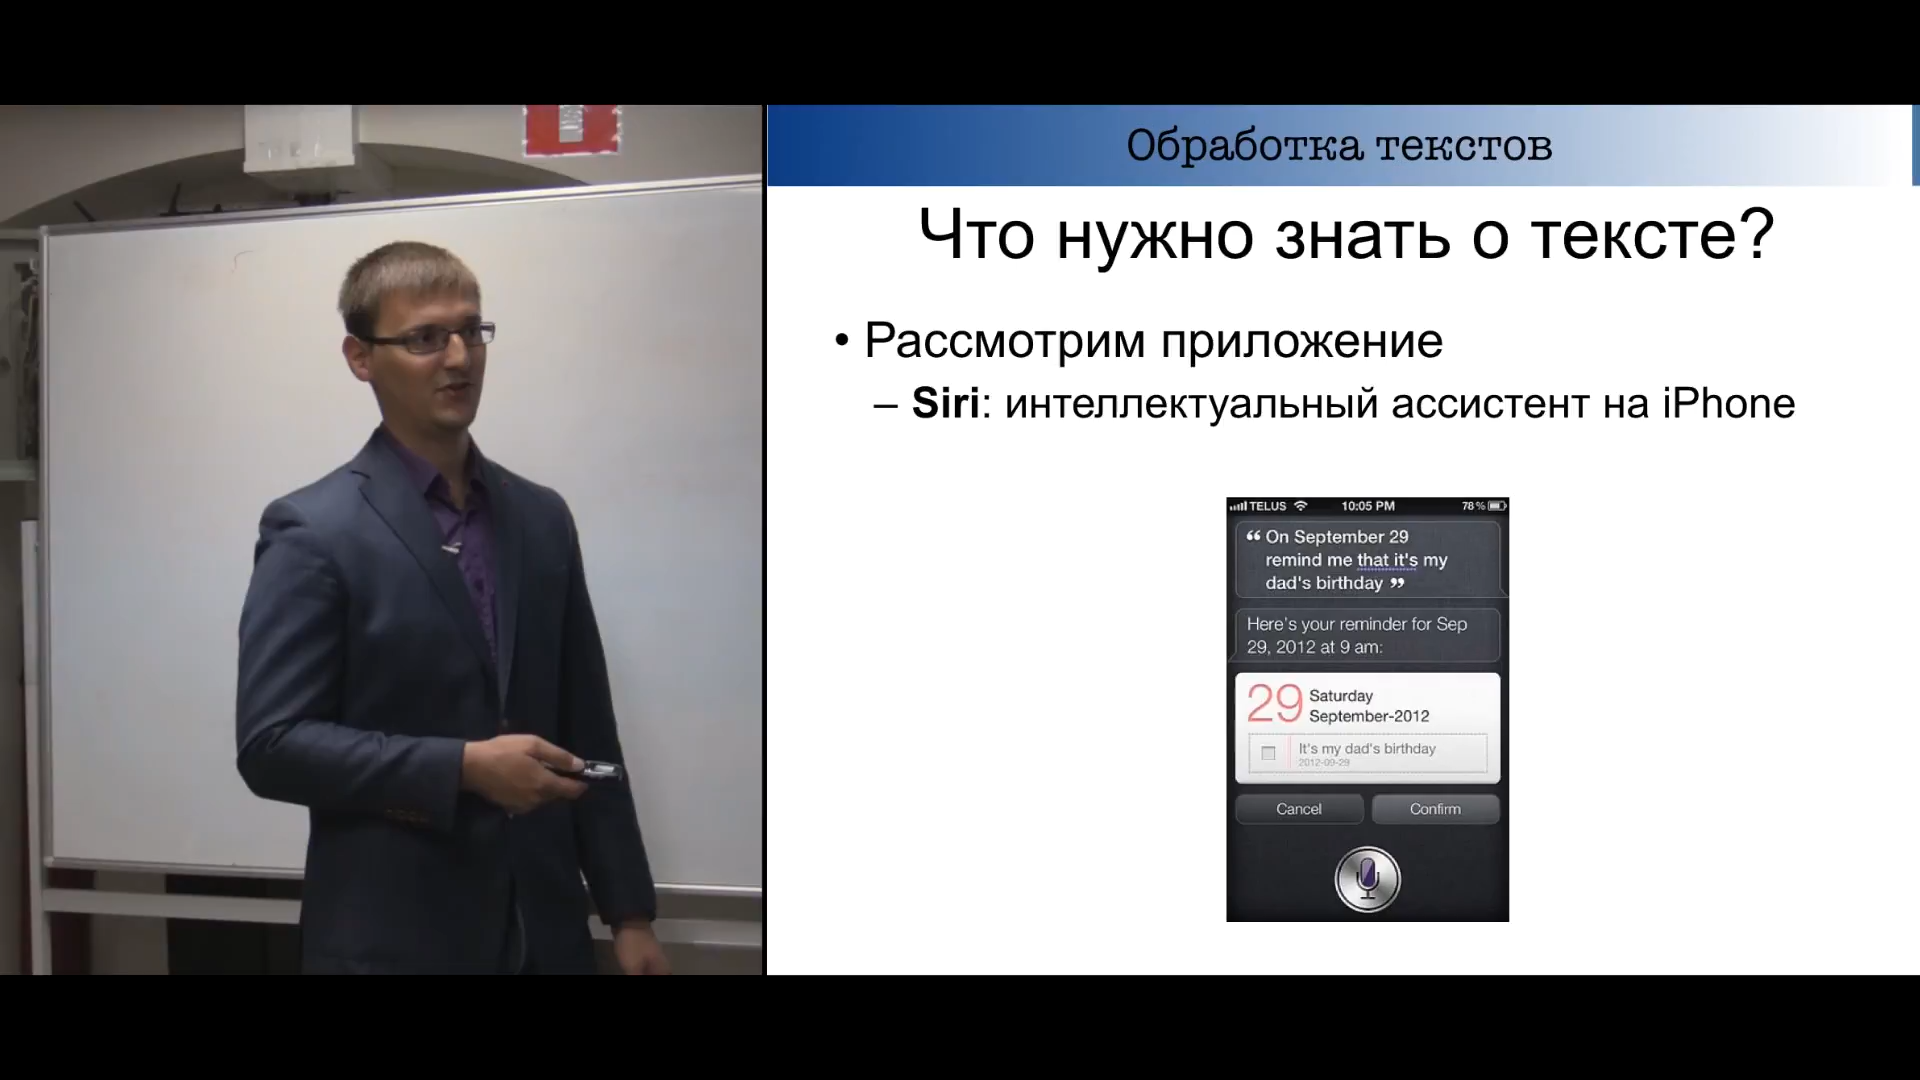 Обработка текстов
Что нужно знать о тексте?
• Рассмотрим приложение
– Siri: интеллектуальный ассистент на iPhone
TELUS 10:05 PM 78 %
“ On September 29
remind me that it's my
dad's birthday ”
Here's your reminder for Sep
29, 2012 at 9 am:
29 Saturday
September-2012
It's my dad's birthday
2012-09-29
Cancel Confirm